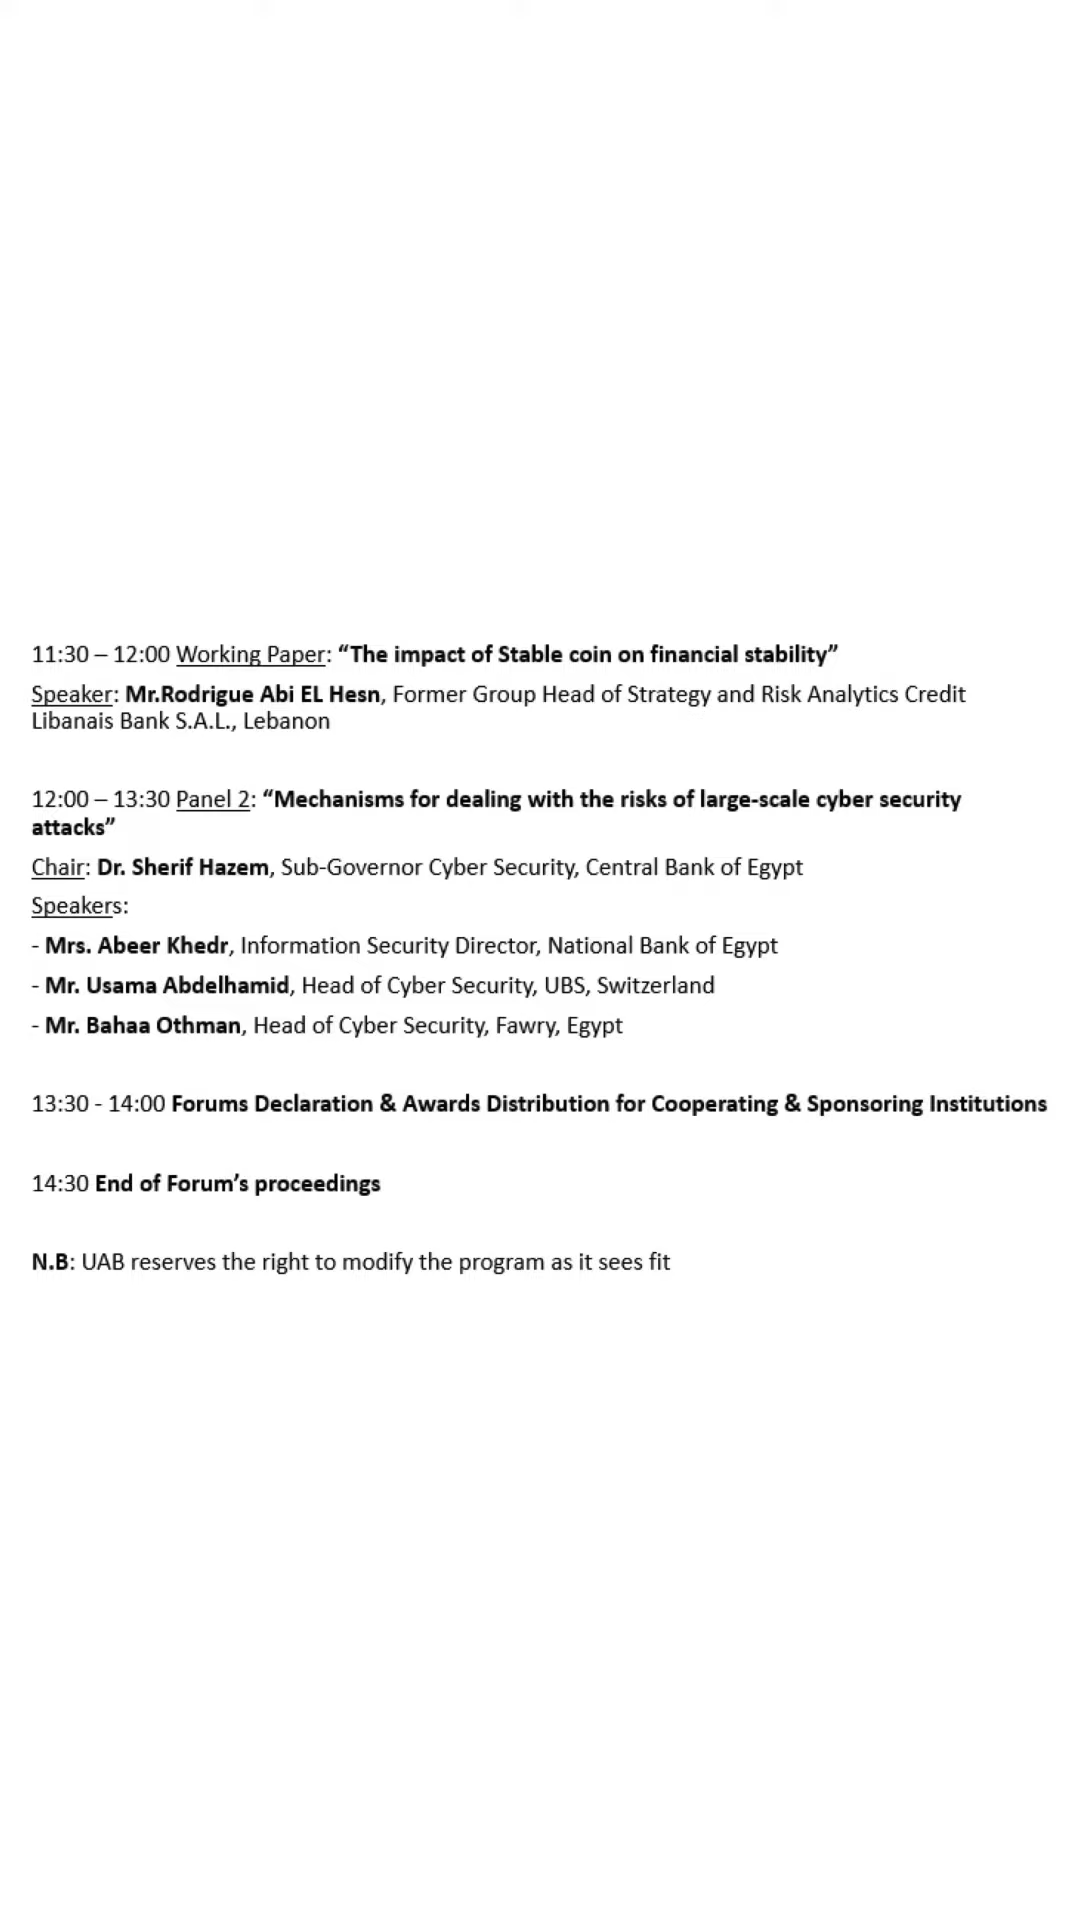 11:30 – 12:00 Working Paper: “The impact of Stable coin on financial stability”
Speaker: Mr.Rodrigue Abi EL Hesn, Former Group Head of Strategy and Risk Analytics Credit
Libanais Bank S.A.L., Lebanon
12:00 – 13:30 Panel 2: “Mechanisms for dealing with the risks of large-scale cyber security
attacks”
Chair: Dr. Sherif Hazem, Sub-Governor Cyber Security, Central Bank of Egypt
Speakers:
- Mrs. Abeer Khedr, Information Security Director, National Bank of Egypt
- Mr. Usama Abdelhamid, Head of Cyber Security, UBS, Switzerland
- Mr. Bahaa Othman, Head of Cyber Security, Fawry, Egypt
13:30 - 14:00 Forums Declaration & Awards Distribution for Cooperating & Sponsoring Institutions
14:30 End of Forum’s proceedings
N.B: UAB reserves the right to modify the program as it sees fit